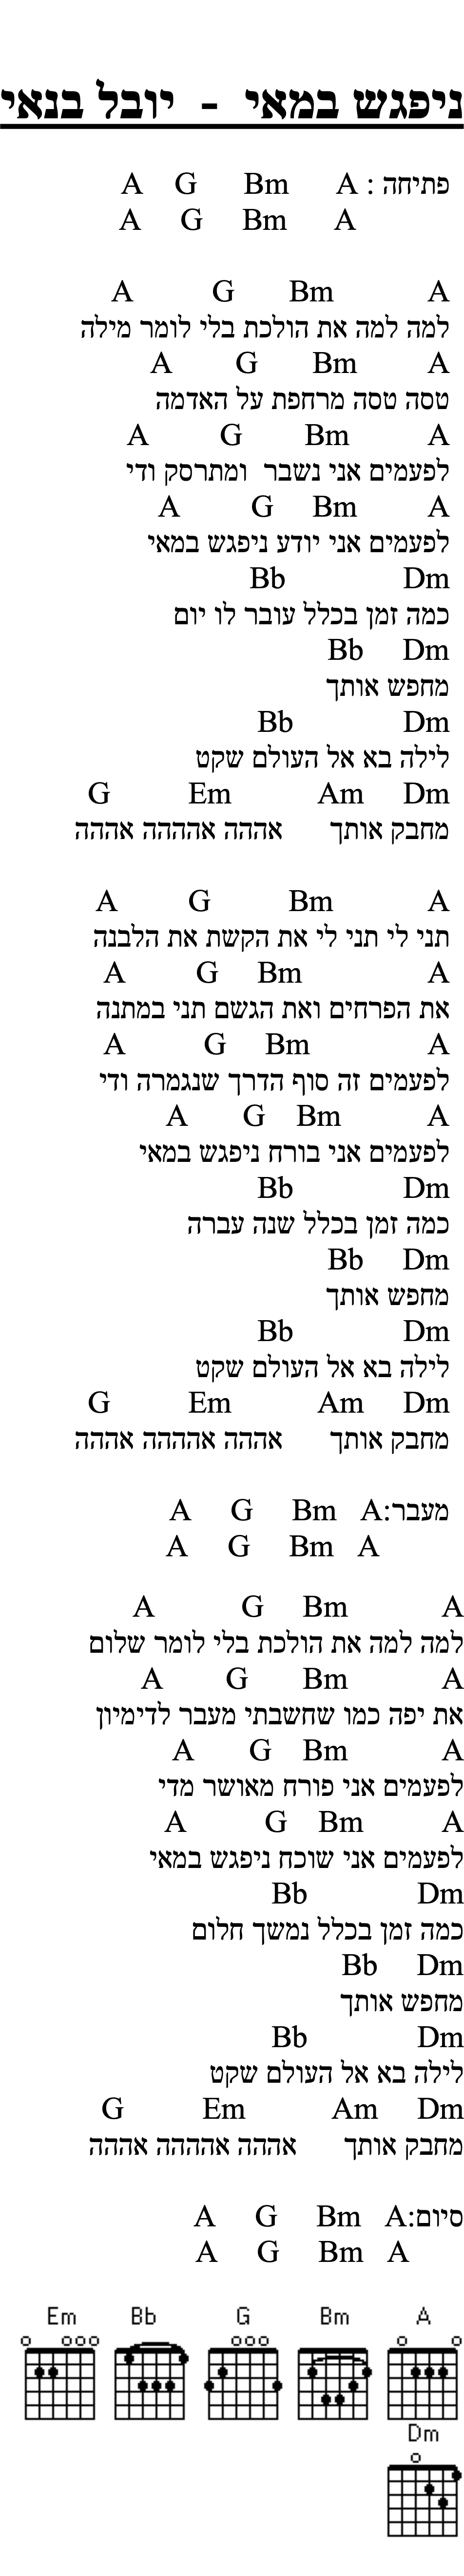 ניפגש במאי - יובל בנאי
פתיחה : A Bm G A
A Bm G A
A Bm G A
למה למה את הולכת בלי לומר מילה
A Bm G A
טסה טסה מרחפת על האדמה
A Bm G A
לפעמים אני נשבר ומתרסק ודי
A Bm G A
לפעמים אני יודע ניפגש במאי
Dm Bb
כמה זמן בכלל עובר לו יום
Dm Bb
מחפש אותך
Dm Bb
לילה בא אל העולם שקט
Dm Am Em G
מחבק אותך אההה אההההה אההה
A Bm G A
תני לי תני לי את הקשת את הלבנה
A Bm G A
את הפרחים ואת הגשם תני במתנה
A Bm G A
לפעמים זה סוף הדרך שנגמרה ודי
A Bm G A
לפעמים אני בורח ניפגש במאי
Dm Bb
כמה זמן בכלל שנה עברה
Dm Bb
מחפש אותך
Dm Bb
לילה בא אל העולם שקט
Dm Am Em G
מחבק אותך אההה אההההה אההה
מעבר:A Bm G A
A Bm G A
A Bm G A
למה למה את הולכת בלי לומר שלום
A Bm G A
את יפה כמו שחשבתי מעבר לדימיון
A Bm G A
לפעמים אני פורח מאושר מדי
A Bm G A
לפעמים אני שוכח ניפגש במאי
Dm Bb
כמה זמן בכלל נמשך חלום
Dm Bb
מחפש אותך
Dm Bb
לילה בא אל העולם שקט
Dm Am Em G
מחבק אותך אההה אההההה אההה
סיום:A Bm G A
A Bm G A
Em Bb G Bm A
Dm